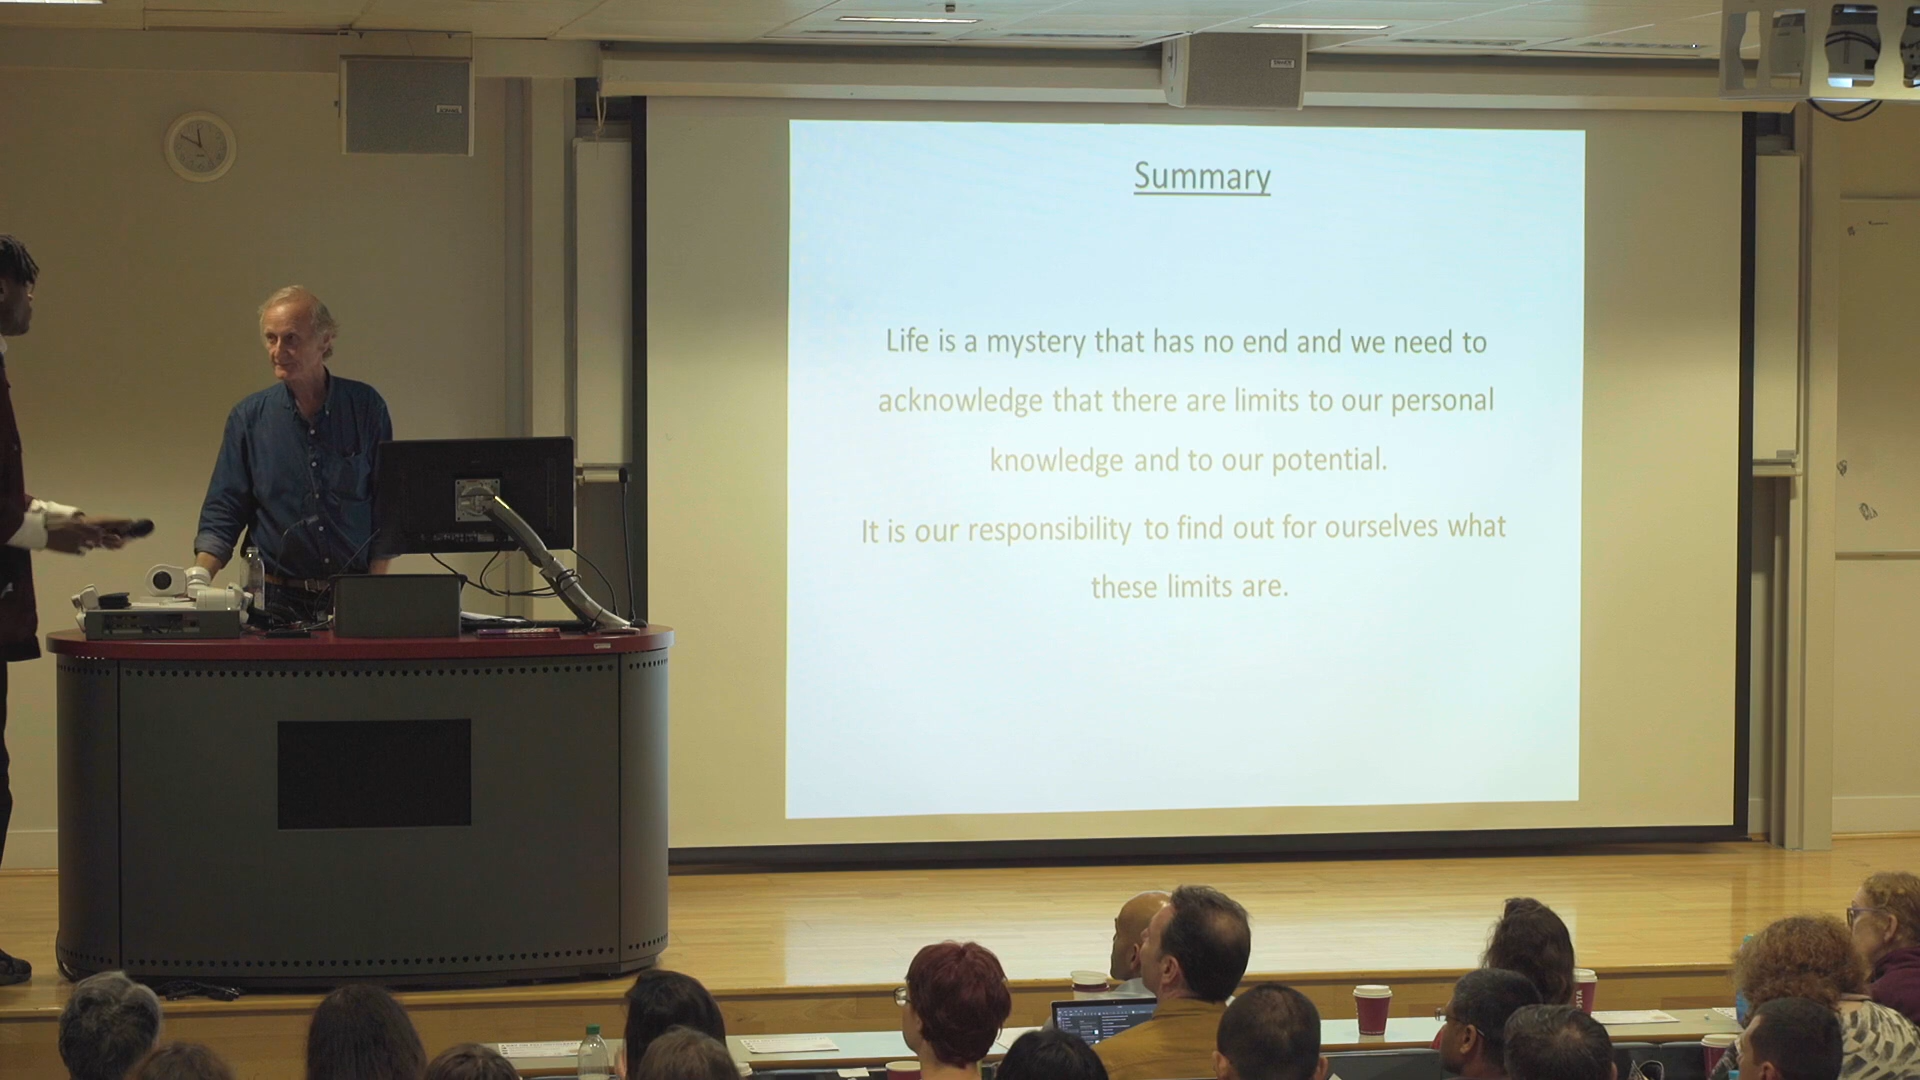 Summary
Life is a mystery that has no end and we need to
acknowledge that there are limits to our personal
knowledge and to our potential.
It is our responsibility to find out for ourselves what
these limits are.
COSTA